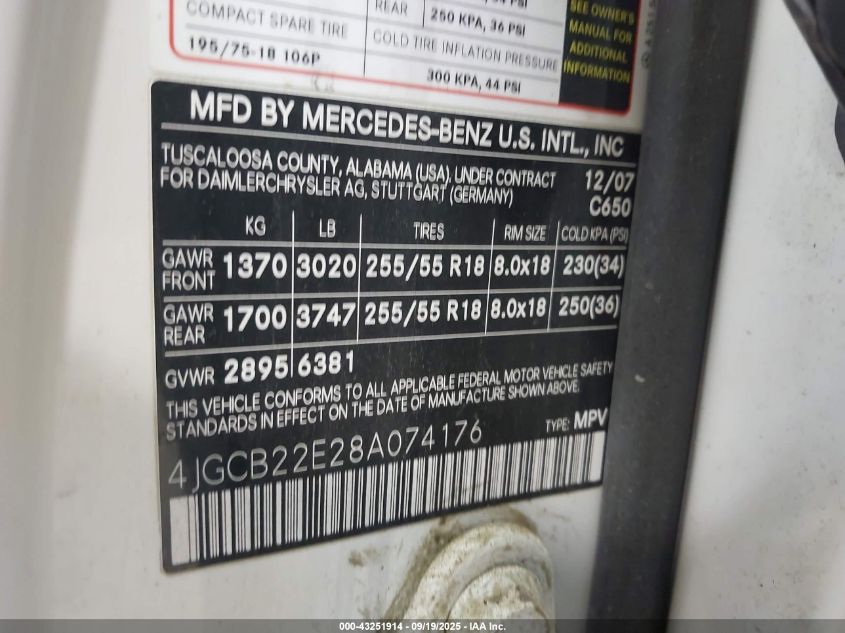 REAR
250 KPA, 36 PSI
COMPACT SPARE TIRE
195/75-18 106P
COLD TIRE INFLATION PRESSURE
300 KPA, 44 PSI
SEE OWNER'S
MANUAL FOR
ADDITIONAL
INFORMATION
MFD BY MERCEDES-BENZ U.S. INTL., INC
TUSCALOOSA COUNTY, ALABAMA (USA). UNDER CONTRACT 12/07
FOR DAIMLERCHRYSLER AG, STUTTGART (GERMANY) C650
KG LB TIRES RIM SIZE COLD KPA (PSI)
GAWR FRONT 1370 3020 255/55 R18 8.0x18 230(34)
GAWR REAR 1700 3747 255/55 R18 8.0x18 250(36)
GVWR 2895 6381
THIS VEHICLE CONFORMS TO ALL APPLICABLE FEDERAL MOTOR VEHICLE SAFETY
STANDARDS IN EFFECT ON THE DATE OF MANUFACTURE SHOWN ABOVE.
4JGCB22E28A074176 TYPE: MPV
000-43251914 - 09/19/2025 - IAA, Inc.